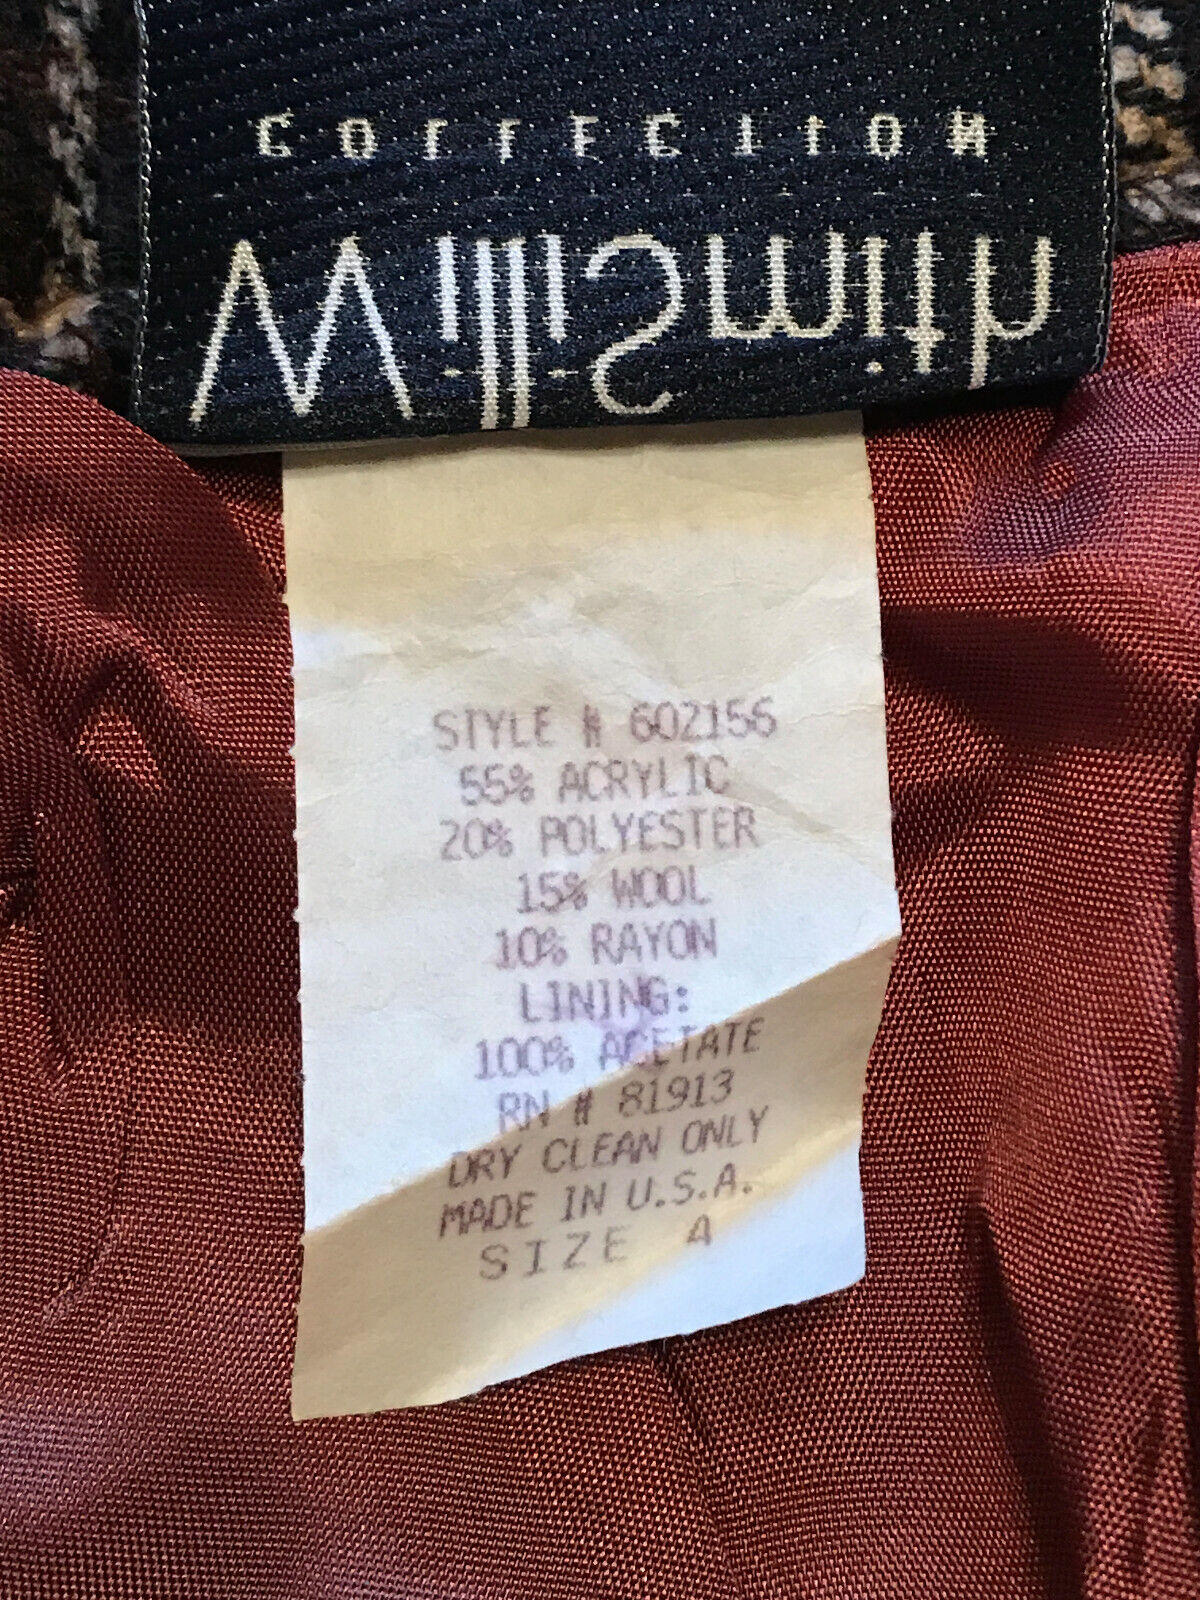 WilliSmith
COLLECTION
STYLE # 602156
55% ACRYLIC
20% POLYESTER
15% WOOL
10% RAYON
LINING:
100% ACETATE
RN # 81913
DRY CLEAN ONLY
MADE IN U.S.A.
SIZE 4